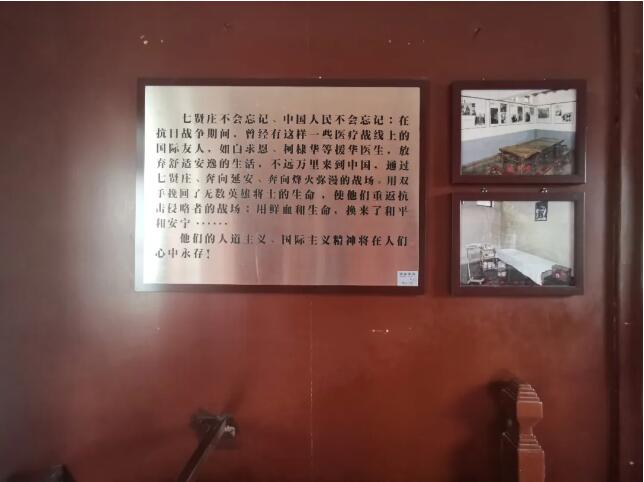 七贤庄不会忘记、中国人民不会忘记：在
抗日战争期间，曾经有这样一些医疗战线上的
国际友人，如白求恩、柯棣华等援华医生，放
弃舒适安逸的生活，不远万里来到中国，通过
七贤庄、奔向延安、奔向烽火弥漫的战场。用双
手挽回了无数英雄将士的生命，使他们重返抗
击侵略者的战场；用鲜血和生命，换来了和平
和安宁……
他们的人道主义、国际主义精神将在人们
心中永存！